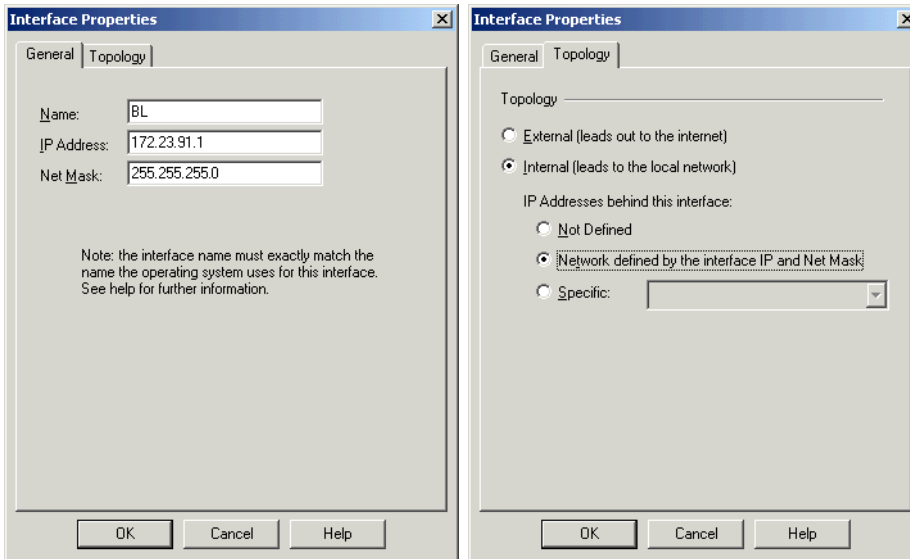 Interface Properties
General Topology
Name: BL
IP Address: 172.23.91.1
Net Mask: 255.255.255.0
Note: the interface name must exactly match the
name the operating system uses for this interface.
See help for further information.
OK Cancel Help
Interface Properties
General Topology
Topology
External (leads out to the internet)
Internal (leads to the local network)
IP Addresses behind this interface:
Not Defined
Network defined by the interface IP and Net Mask
Specific:
OK Cancel Help